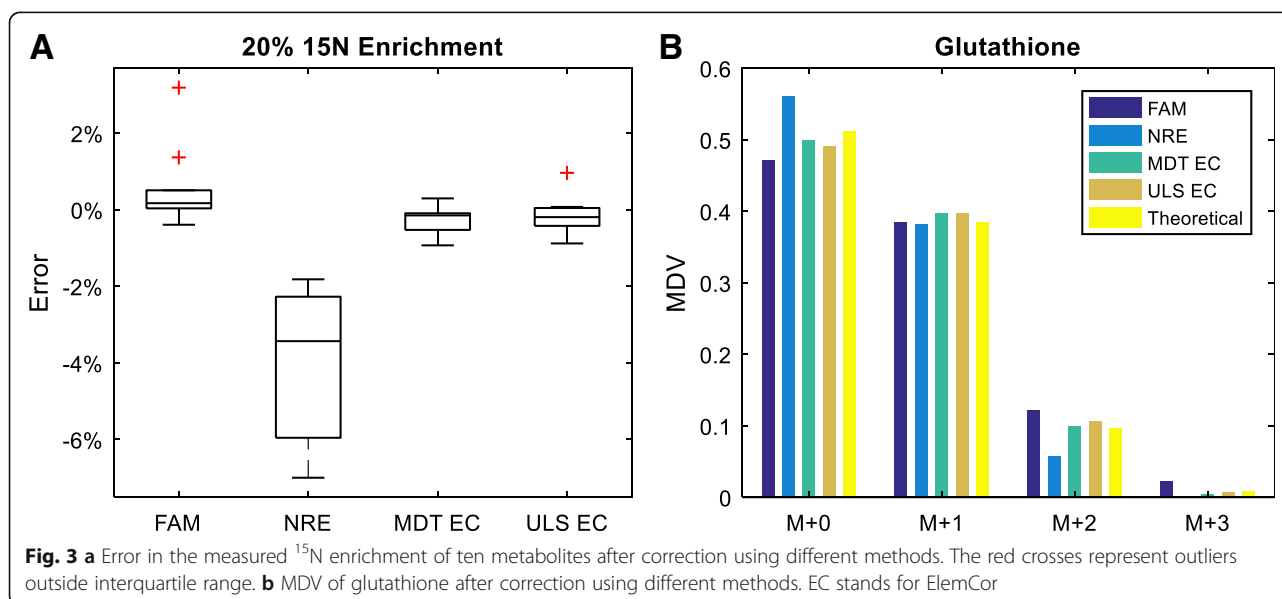 A
20% 15N Enrichment
Error
2%
0%
-2%
-4%
-6%
FAM
NRE
MDT EC
ULS EC
B
Glutathione
MDV
0.6
0.5
0.4
0.3
0.2
0.1
0
FAM
NRE
MDT EC
ULS EC
Theoretical
M+0
M+1
M+2
M+3
Fig. 3 a Error in the measured ¹⁵N enrichment of ten metabolites after correction using different methods. The red crosses represent outliers
outside interquartile range. b MDV of glutathione after correction using different methods. EC stands for ElemCor